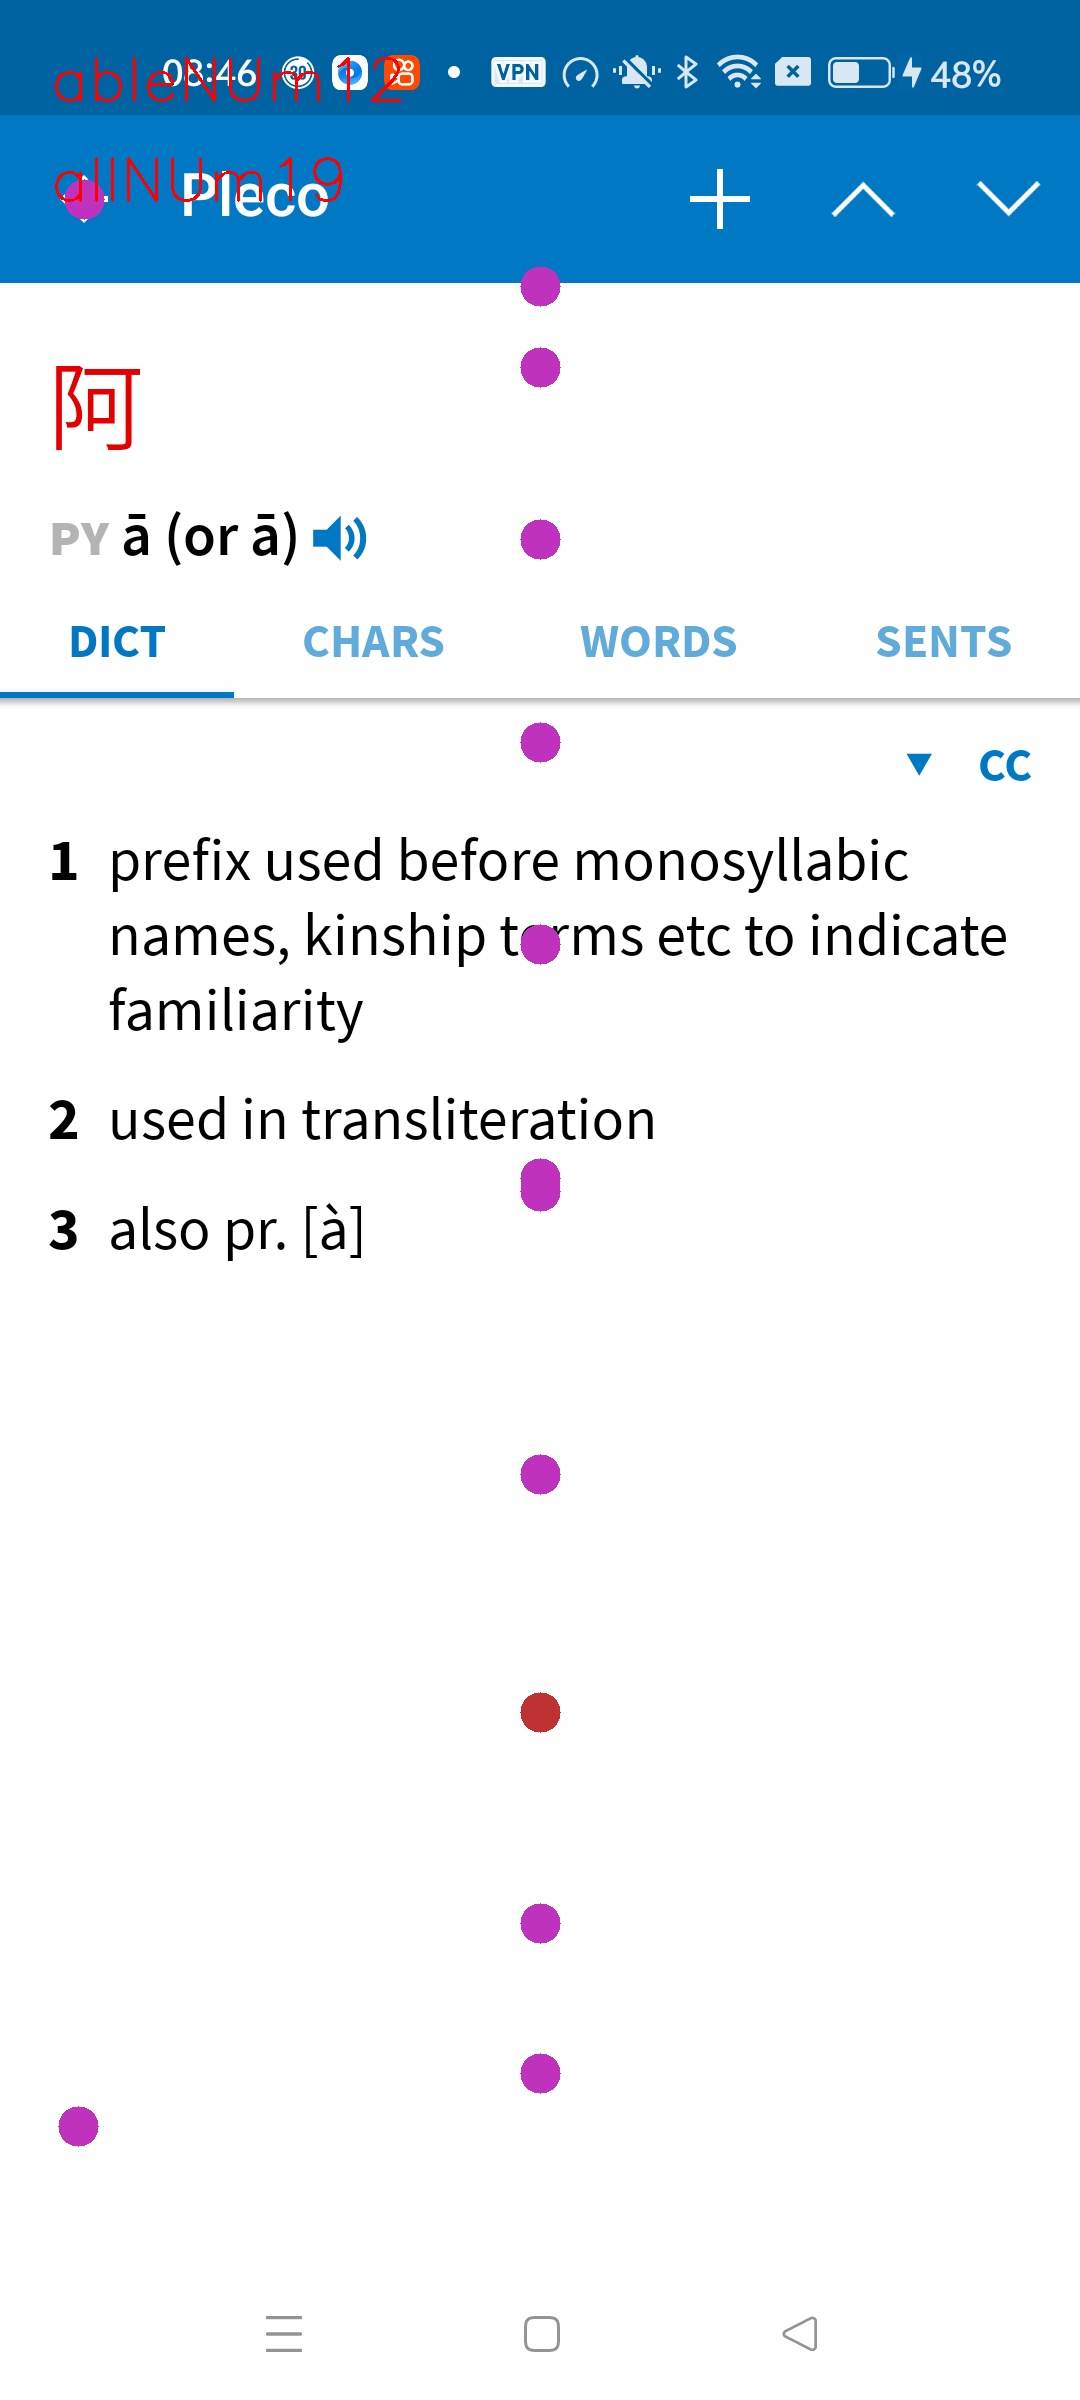 08:46 VPN 48%
ableNUm12
allNUm19
Pleco
阿
PY ā (or ā)
DICT CHARS WORDS SENTS
CC
1 prefix used before monosyllabic
names, kinship terms etc to indicate
familiarity
2 used in transliteration
3 also pr. [à]